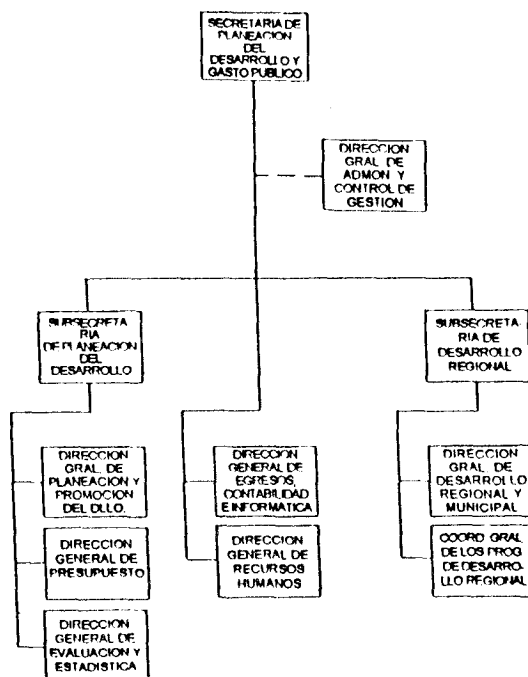 SECRETARIA DE
PLANEACION
DEL
DESARROLLO Y
GASTO PUBLICO
DIRECCION
GRAL. DE
ADMON Y
CONTROL DE
GESTION
SUBSECRETA
RIA
DE PLANEACION
DEL
DESARROLLO
SUBSECRETA-
RIA DE
DESARROLLO
REGIONAL
DIRECCION
GRAL. DE
PLANEACION Y
PROMOCION
DEL DLLO.
DIRECCION
GENERAL DE
EGRESOS,
CONTABILIDAD
E INFORMATICA
DIRECCION
GRAL. DE
DESARROLLO
REGIONAL Y
MUNICIPAL
DIRECCION
GENERAL DE
PRESUPUESTO
DIRECCION
GENERAL DE
RECURSOS
HUMANOS
COORD GRAL
DE LOS PROG
DE DESARRO-
LLO REGIONAL
DIRECCION
GENERAL DE
EVALUACION Y
ESTADISTICA